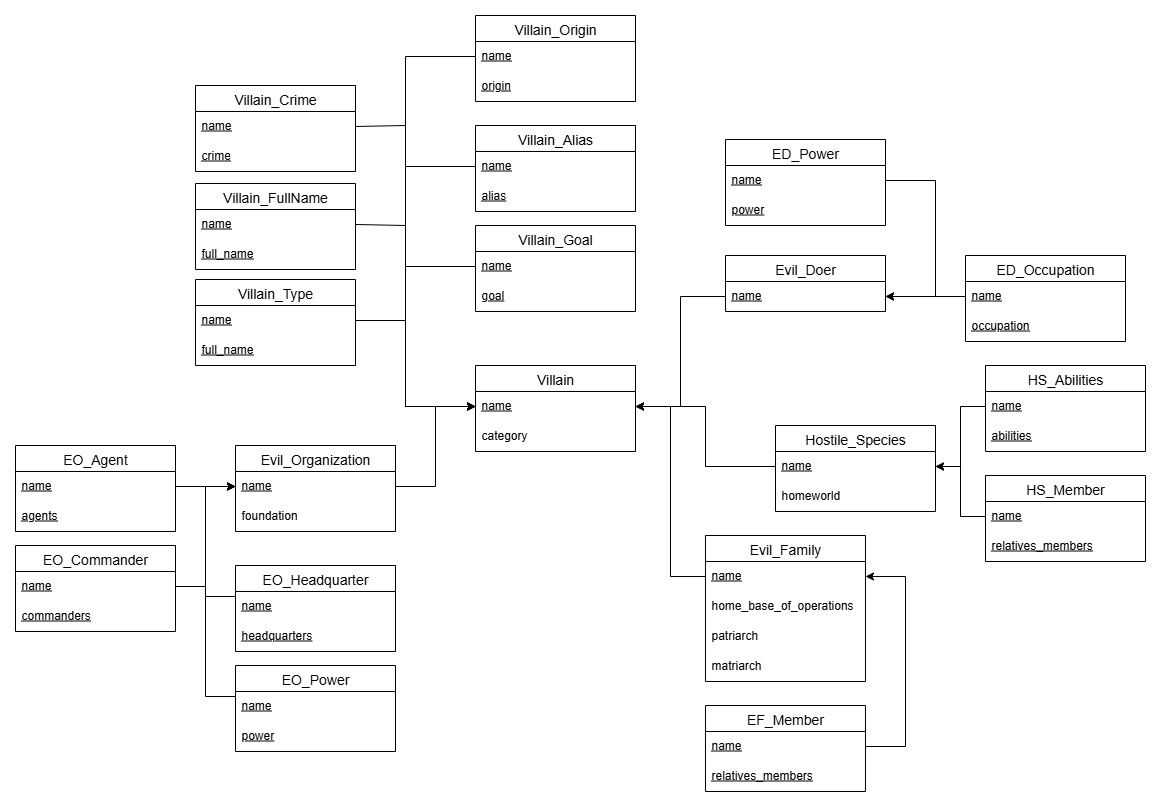 Villain_Origin
name
origin
Villain_Crime
name
crime
Villain_Alias
name
alias
ED_Power
name
power
Villain_FullName
name
full_name
Villain_Goal
name
goal
Evil_Doer
name
ED_Occupation
name
occupation
Villain_Type
name
full_name
Villain
name
category
HS_Abilities
name
abilities
Hostile_Species
name
homeworld
EO_Agent
name
agents
Evil_Organization
name
foundation
HS_Member
name
relatives_members
EO_Commander
name
commanders
Evil_Family
name
home_base_of_operations
patriarch
matriarch
EO_Headquarter
name
headquarters
EO_Power
name
power
EF_Member
name
relatives_members